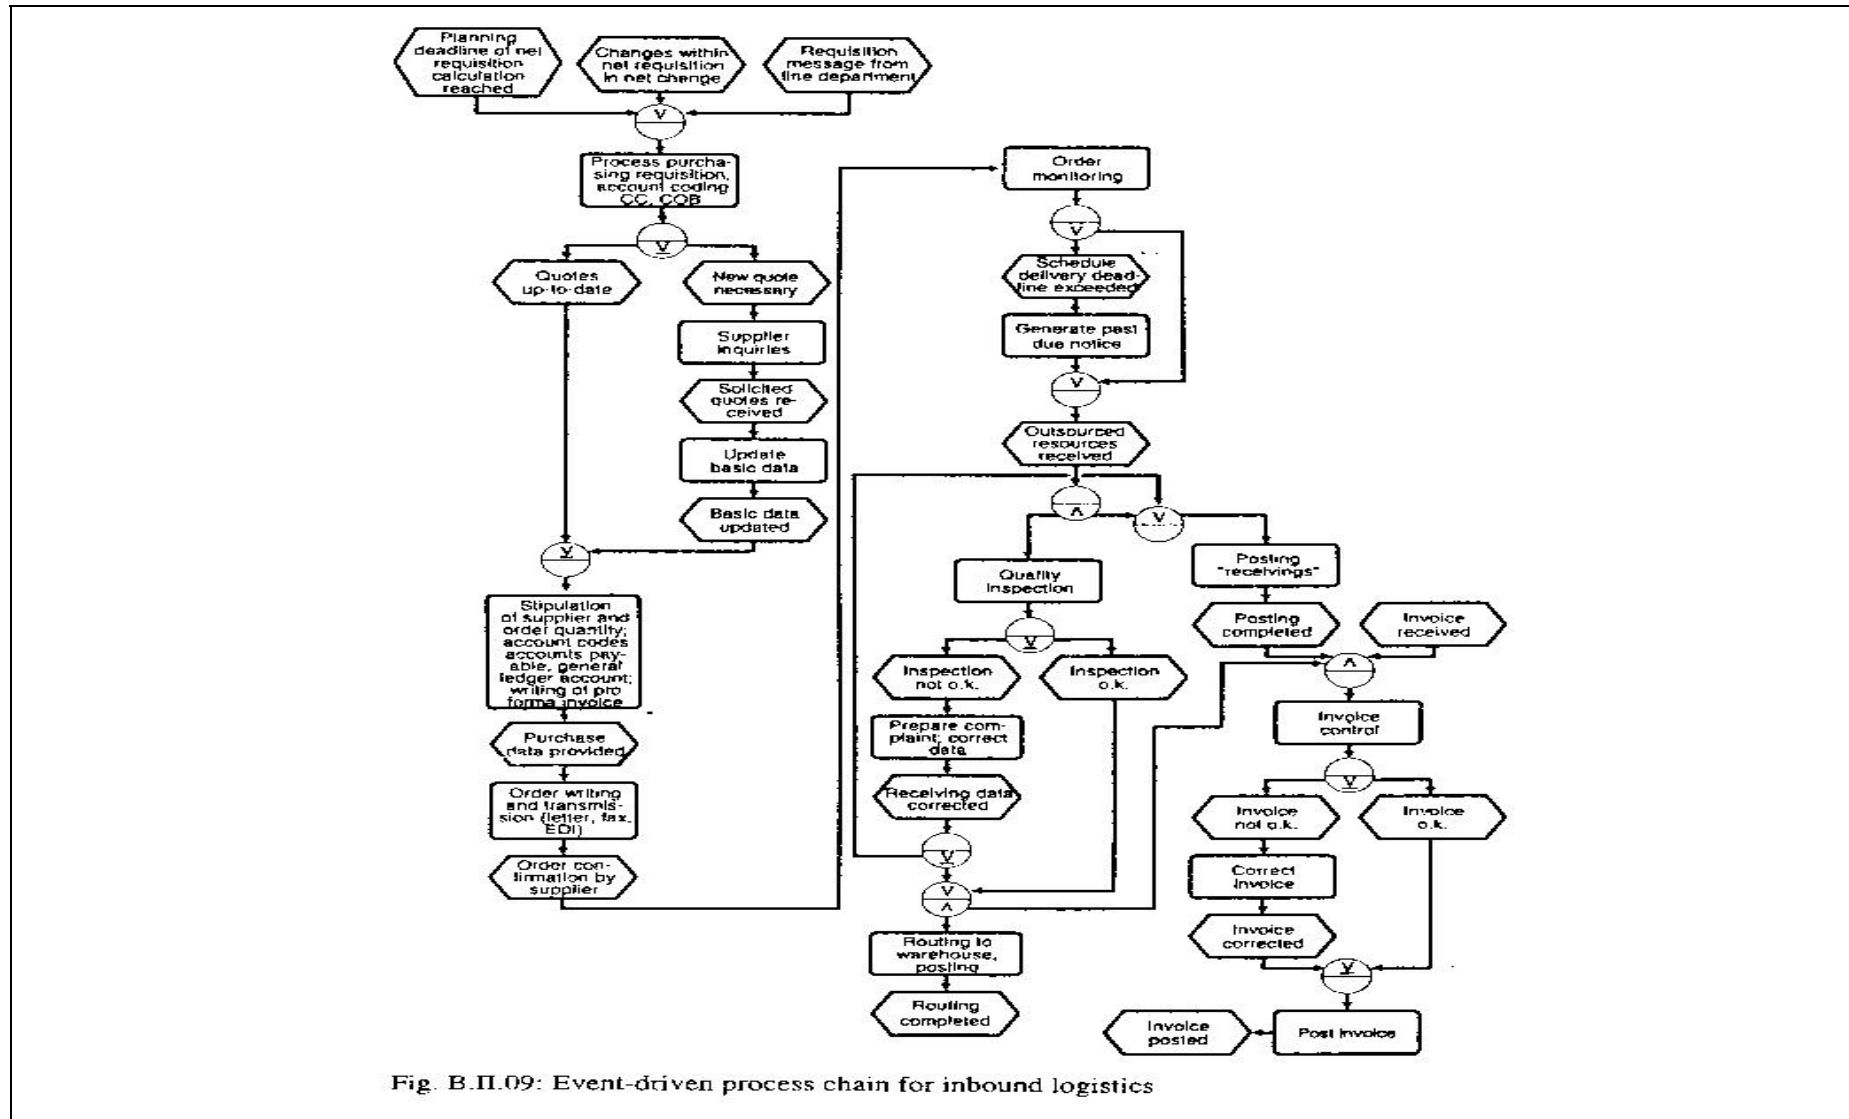 Planning
deadline of net
requisition
calculation
reached
Changes within
net requisition
in net change
Requisition
message from
line department
V
Process purcha-
sing requisition,
account coding
CC, COB
V
Quotes
up-to-date
New quote
necessary
Supplier
inquiries
Solicited
quotes re-
ceived
Update
basic data
Basic data
updated
V
Stipulation
of supplier and
order quantity;
account codes
accounts pay-
able, general
ledger account;
writing of pro
forma invoice
Purchase
data provided
Order writing
and transmis-
sion (letter, fax,
EDI)
Order con-
firmation by
supplier
Order
monitoring
V
Schedule
delivery dead-
line exceeded
Generate past
due notice
V
Outsourced
resources
received
Λ
V
Quality
inspection
V
Inspection
not o.k.
Inspection
o.k.
Prepare com-
plaint; correct
data
Receiving data
corrected
V
V
Λ
Routing to
warehouse,
posting
Routing
completed
Posting
"receivings"
Posting
completed
Invoice
received
Λ
Invoice
control
V
Invoice
not o.k.
Invoice
o.k.
Correct
invoice
Invoice
corrected
V
Post invoice
Invoice
posted
Fig. B.II.09: Event-driven process chain for inbound logistics